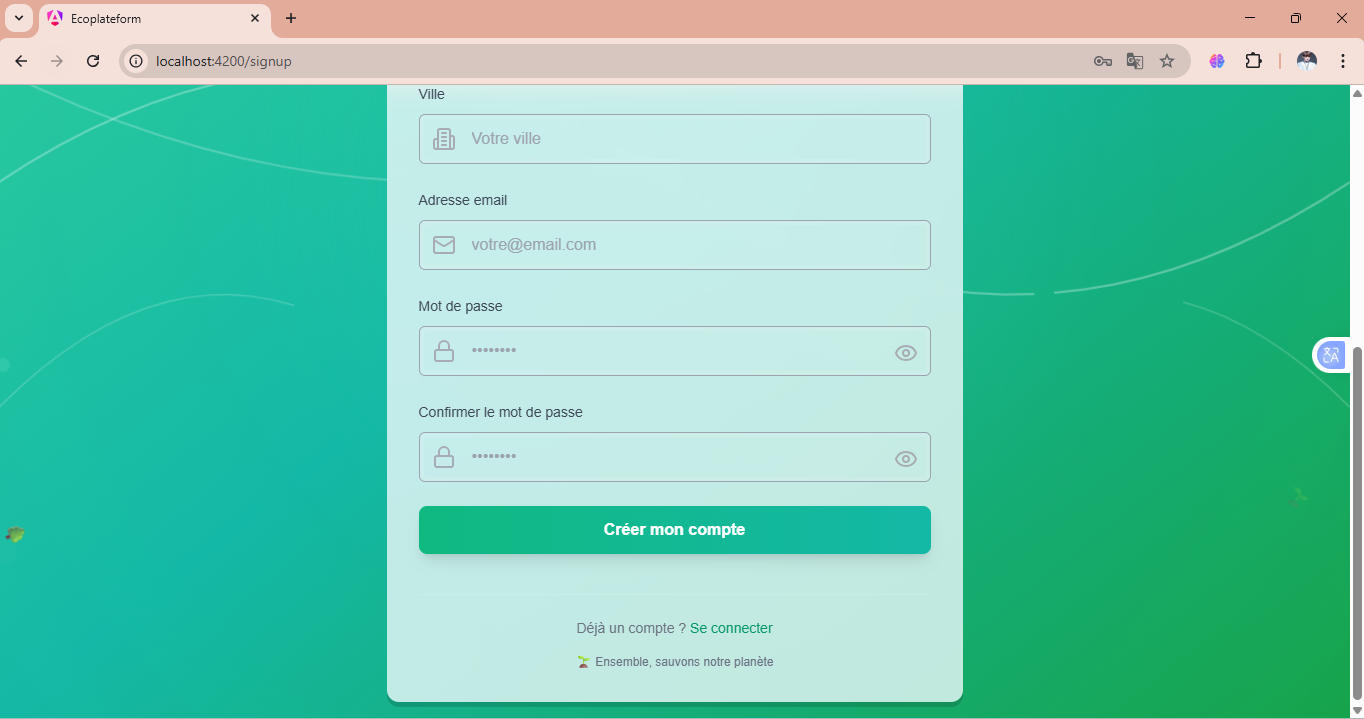 Ecoplateform
localhost:4200/signup
Ville
Votre ville
Adresse email
votre@email.com
Mot de passe
••••••••
Confirmer le mot de passe
••••••••
Créer mon compte
Déjà un compte ? Se connecter
Ensemble, sauvons notre planète